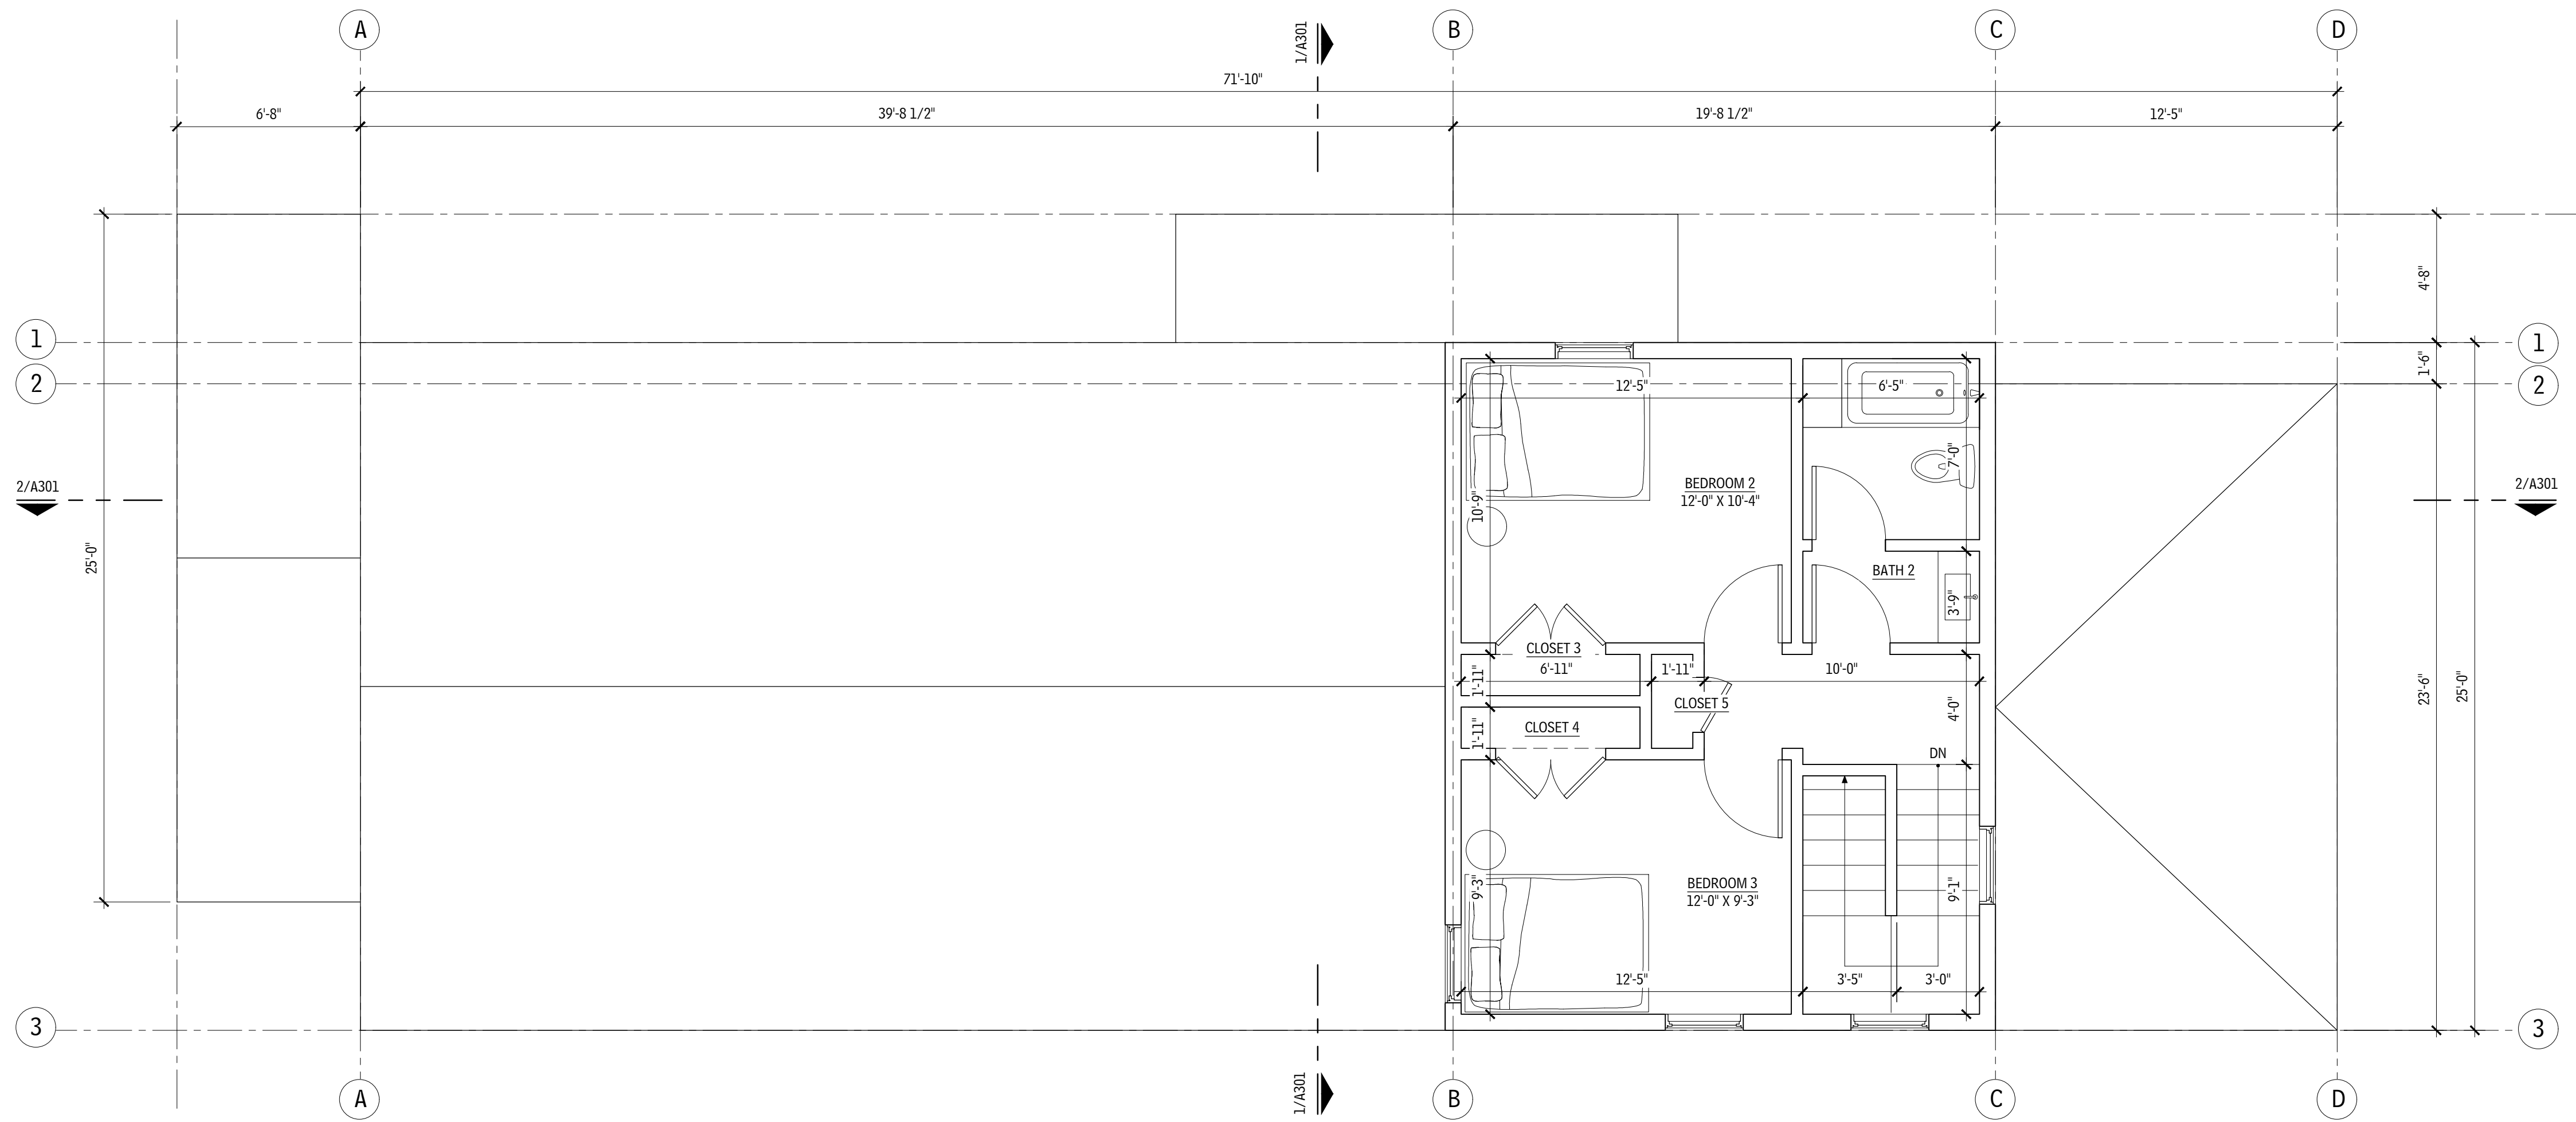 A
B
C
D
1/A301
71'-10"
6'-8"
39'-8 1/2"
19'-8 1/2"
12'-5"
4'-8"
1
1
1'-6"
2
2
12'-5"
6'-5"
7'-0"
2/A301
2/A301
BEDROOM 2
12'-0" X 10'-4"
10'-9"
25'-0"
BATH 2
3'-9"
CLOSET 3
6'-11"
1'-11"
10'-0"
1'-11"
CLOSET 5
4'-0"
23'-6"
25'-0"
CLOSET 4
1'-11"
DN
BEDROOM 3
12'-0" X 9'-3"
9'-3"
9'-1"
12'-5"
3'-5"
3'-0"
3
3
1/A301
A
B
C
D